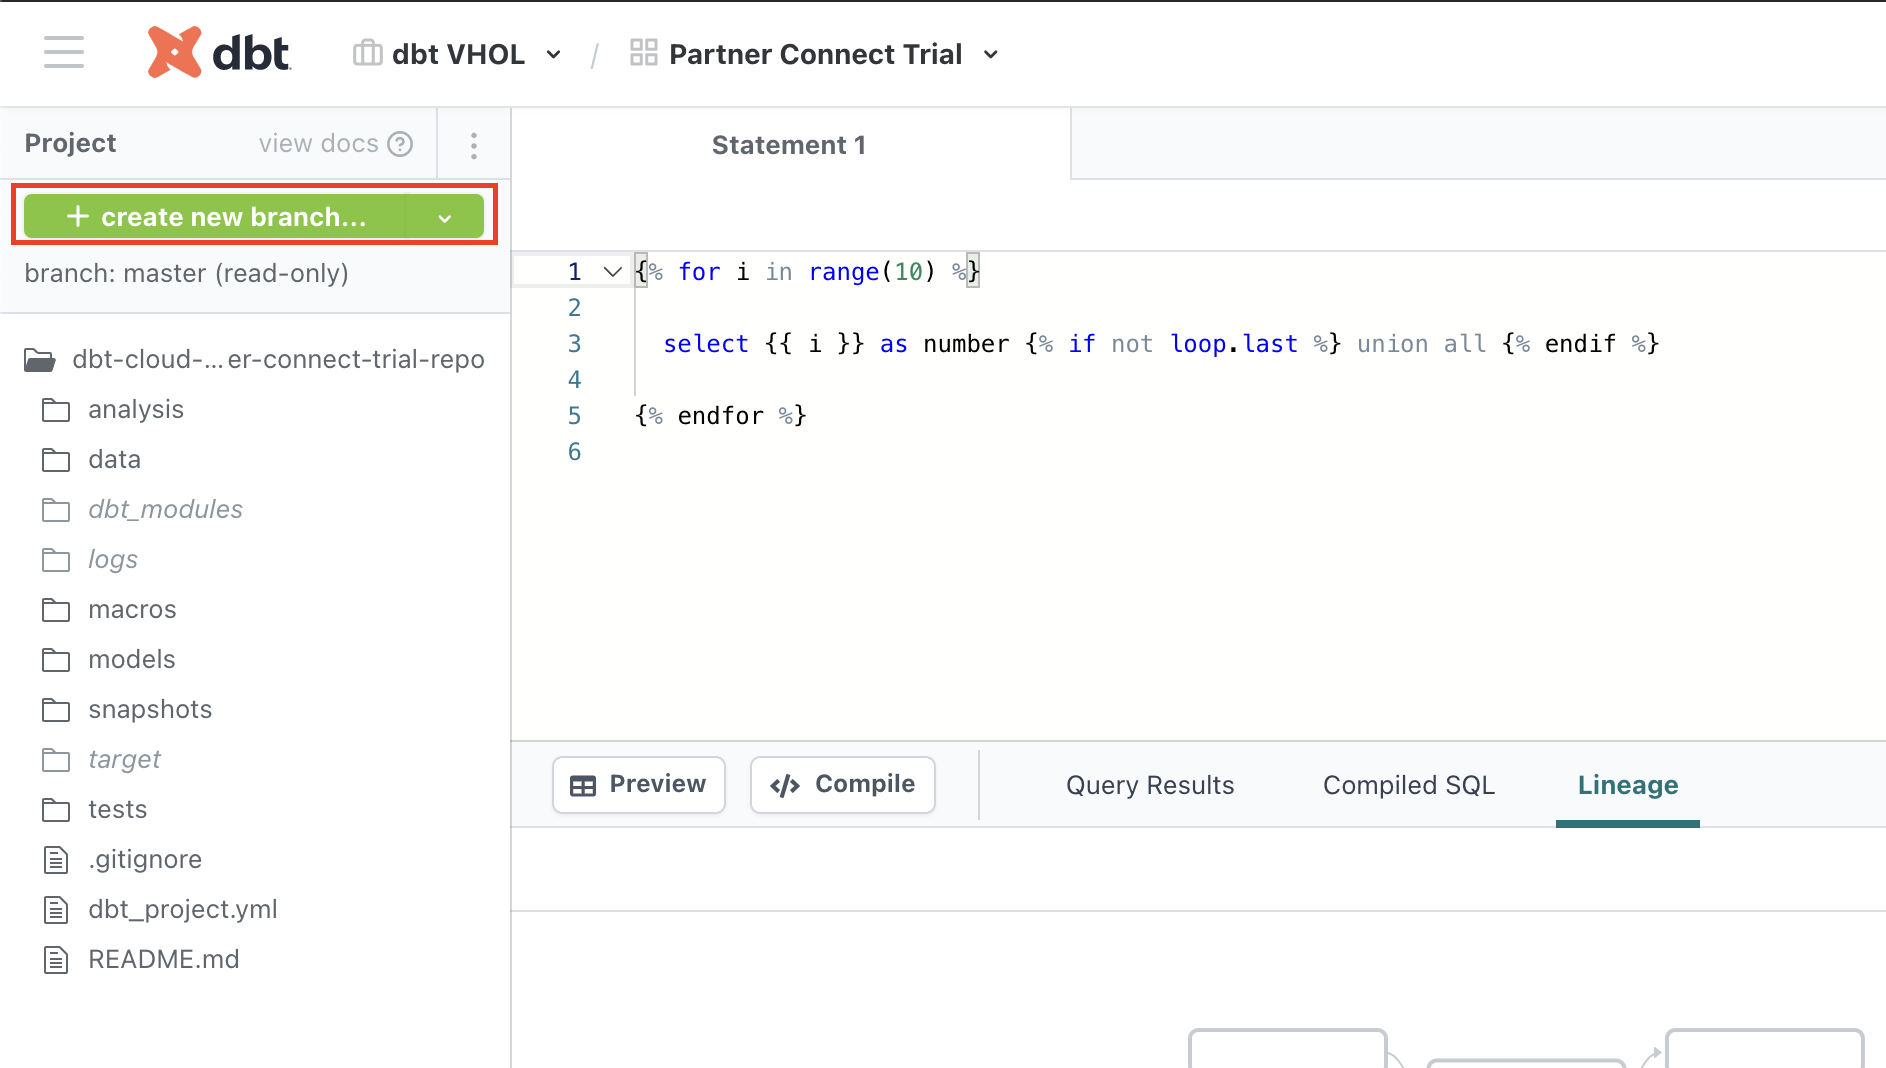 dbt dbt VHOL / Partner Connect Trial
Project view docs ?
Statement 1
+ create new branch...
branch: master (read-only)
dbt-cloud-...er-connect-trial-repo
analysis
data
dbt_modules
logs
macros
models
snapshots
target
tests
.gitignore
dbt_project.yml
README.md
1 {% for i in range(10) %}
2
3 select {{ i }} as number {% if not loop.last %} union all {% endif %}
4
5 {% endfor %}
6
Preview </> Compile Query Results Compiled SQL Lineage